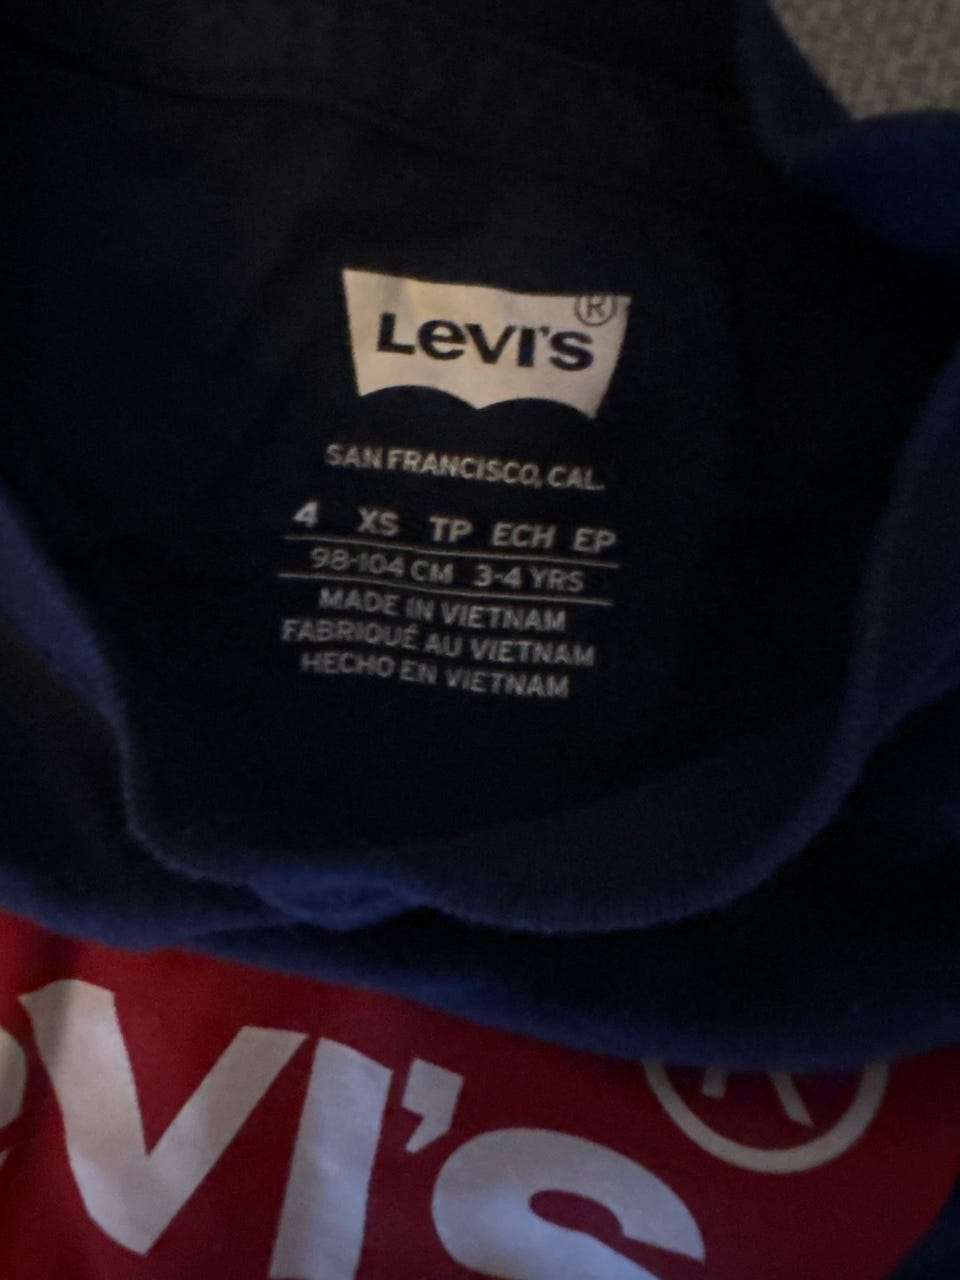 LEVI'S ®
SAN FRANCISCO, CAL.
4 XS TP ECH EP
98-104 CM 3-4 YRS
MADE IN VIETNAM
FABRIQUÉ AU VIETNAM
HECHO EN VIETNAM
eVI'S ®